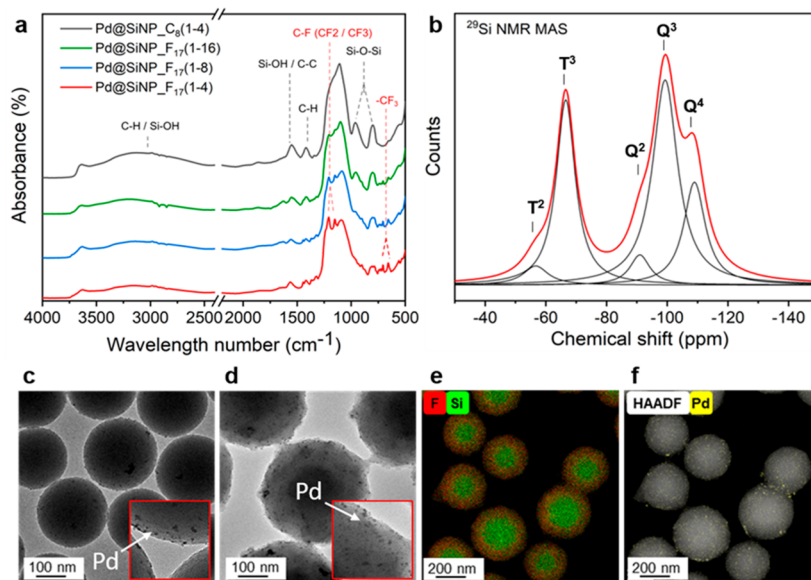 a
Pd@SiNP_C₈(1-4)
Pd@SiNP_F₁₇(1-16)
Pd@SiNP_F₁₇(1-8)
Pd@SiNP_F₁₇(1-4)
C-F (CF2 / CF3)
Si-OH / C-C
Si-O-Si
C-H
-CF₃
C-H / Si-OH
Absorbance (%)
4000 3500 3000 2500 2000 1500 1000 500
Wavelength number (cm⁻¹)
b
²⁹Si NMR MAS
T²
T³
Q²
Q³
Q⁴
Counts
-40 -60 -80 -100 -120 -140
Chemical shift (ppm)
c
Pd
100 nm
d
Pd
100 nm
e
F Si
200 nm
f
HAADF Pd
200 nm